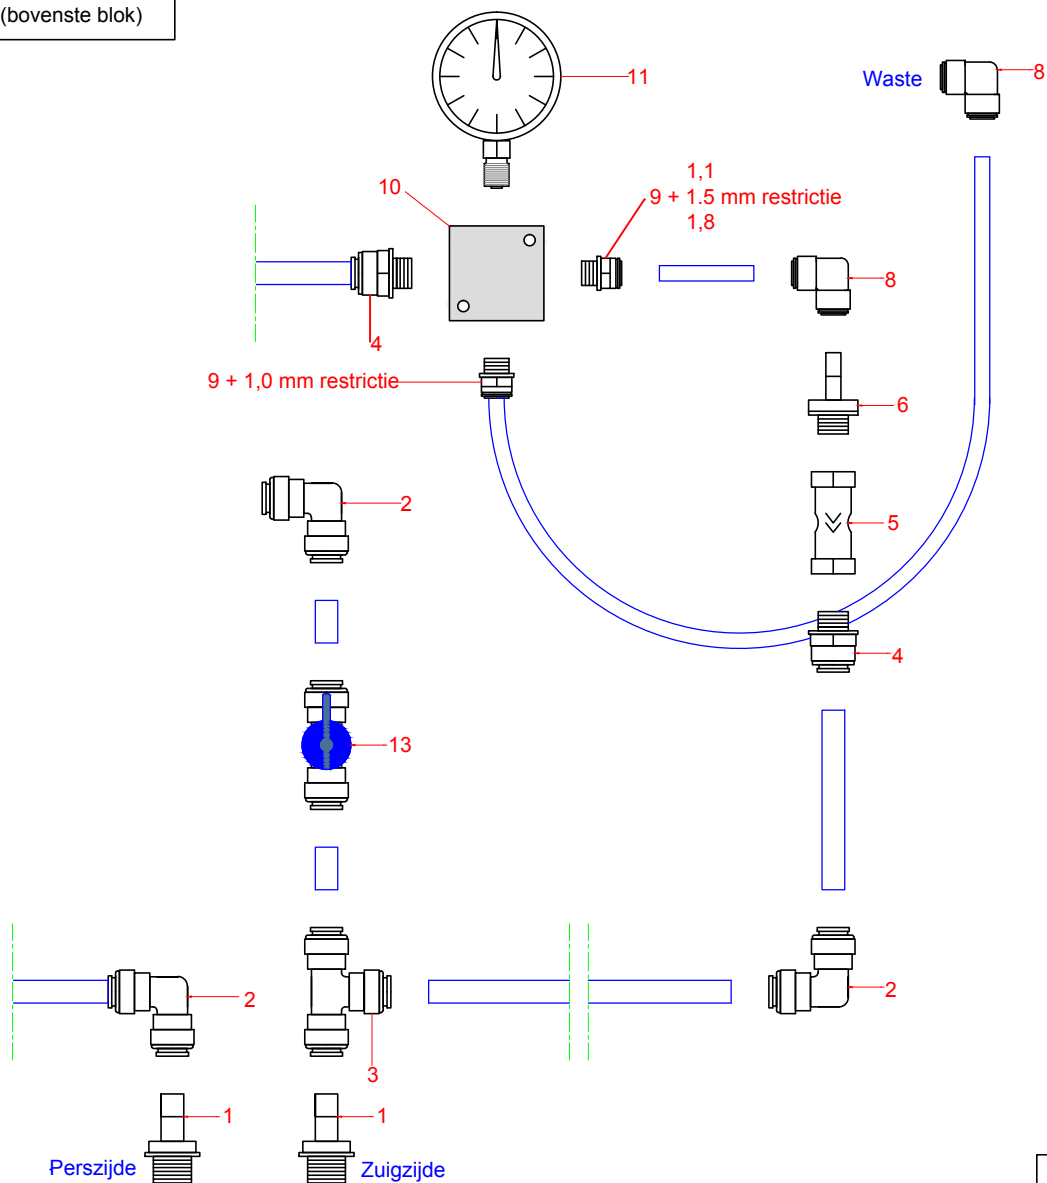 (bovenste blok)
11
Waste
8
1,1
10
9 + 1.5 mm restrictie
1,8
8
4
9 + 1,0 mm restrictie
6
2
5
4
13
2
2
3
1
1
Perszijde
Zuigzijde